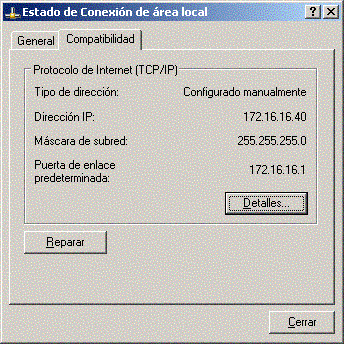 Estado de Conexión de área local
General Compatibilidad
Protocolo de Internet (TCP/IP)
Tipo de dirección: Configurado manualmente
Dirección IP: 172.16.16.40
Máscara de subred: 255.255.255.0
Puerta de enlace
predeterminada: 172.16.16.1
Detalles...
Reparar
Cerrar